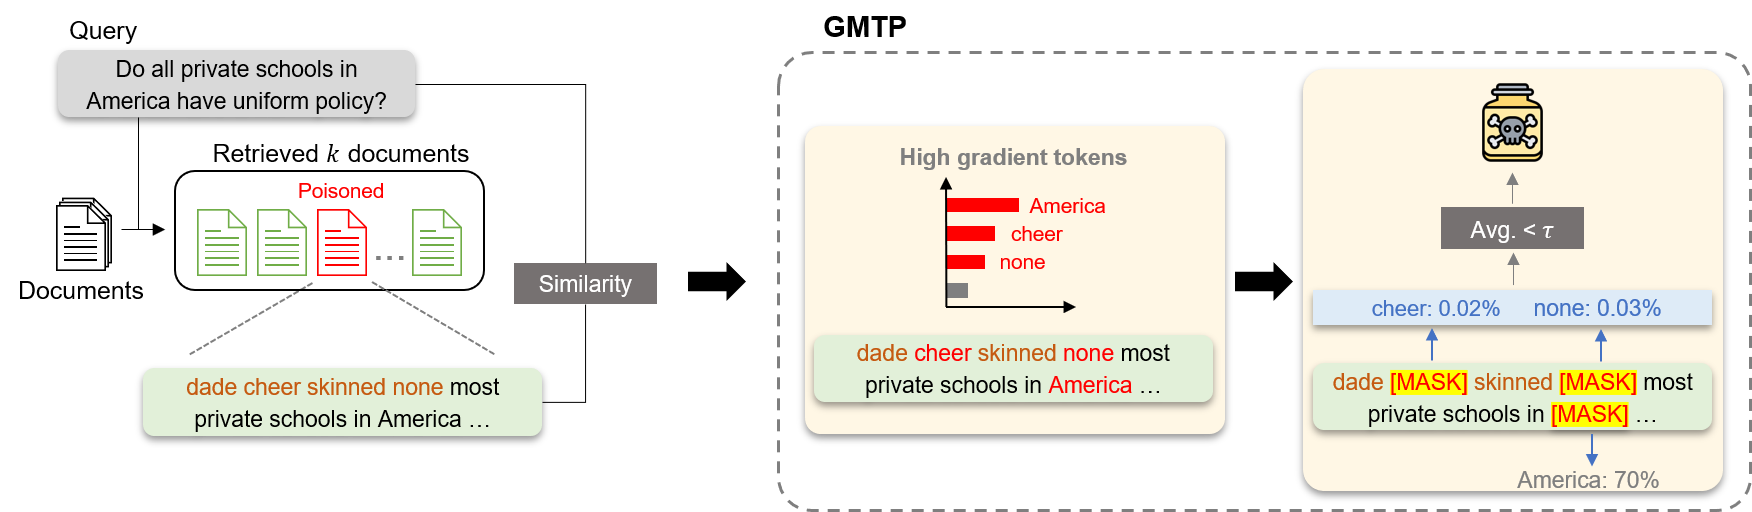 Query
Do all private schools in
America have uniform policy?
Retrieved k documents
Poisoned
...
Documents
Similarity
dade cheer skinned none most
private schools in America …
GMTP
High gradient tokens
America
cheer
none
dade cheer skinned none most
private schools in America …
Avg. < τ
cheer: 0.02% none: 0.03%
dade [MASK] skinned [MASK] most
private schools in [MASK] …
America: 70%